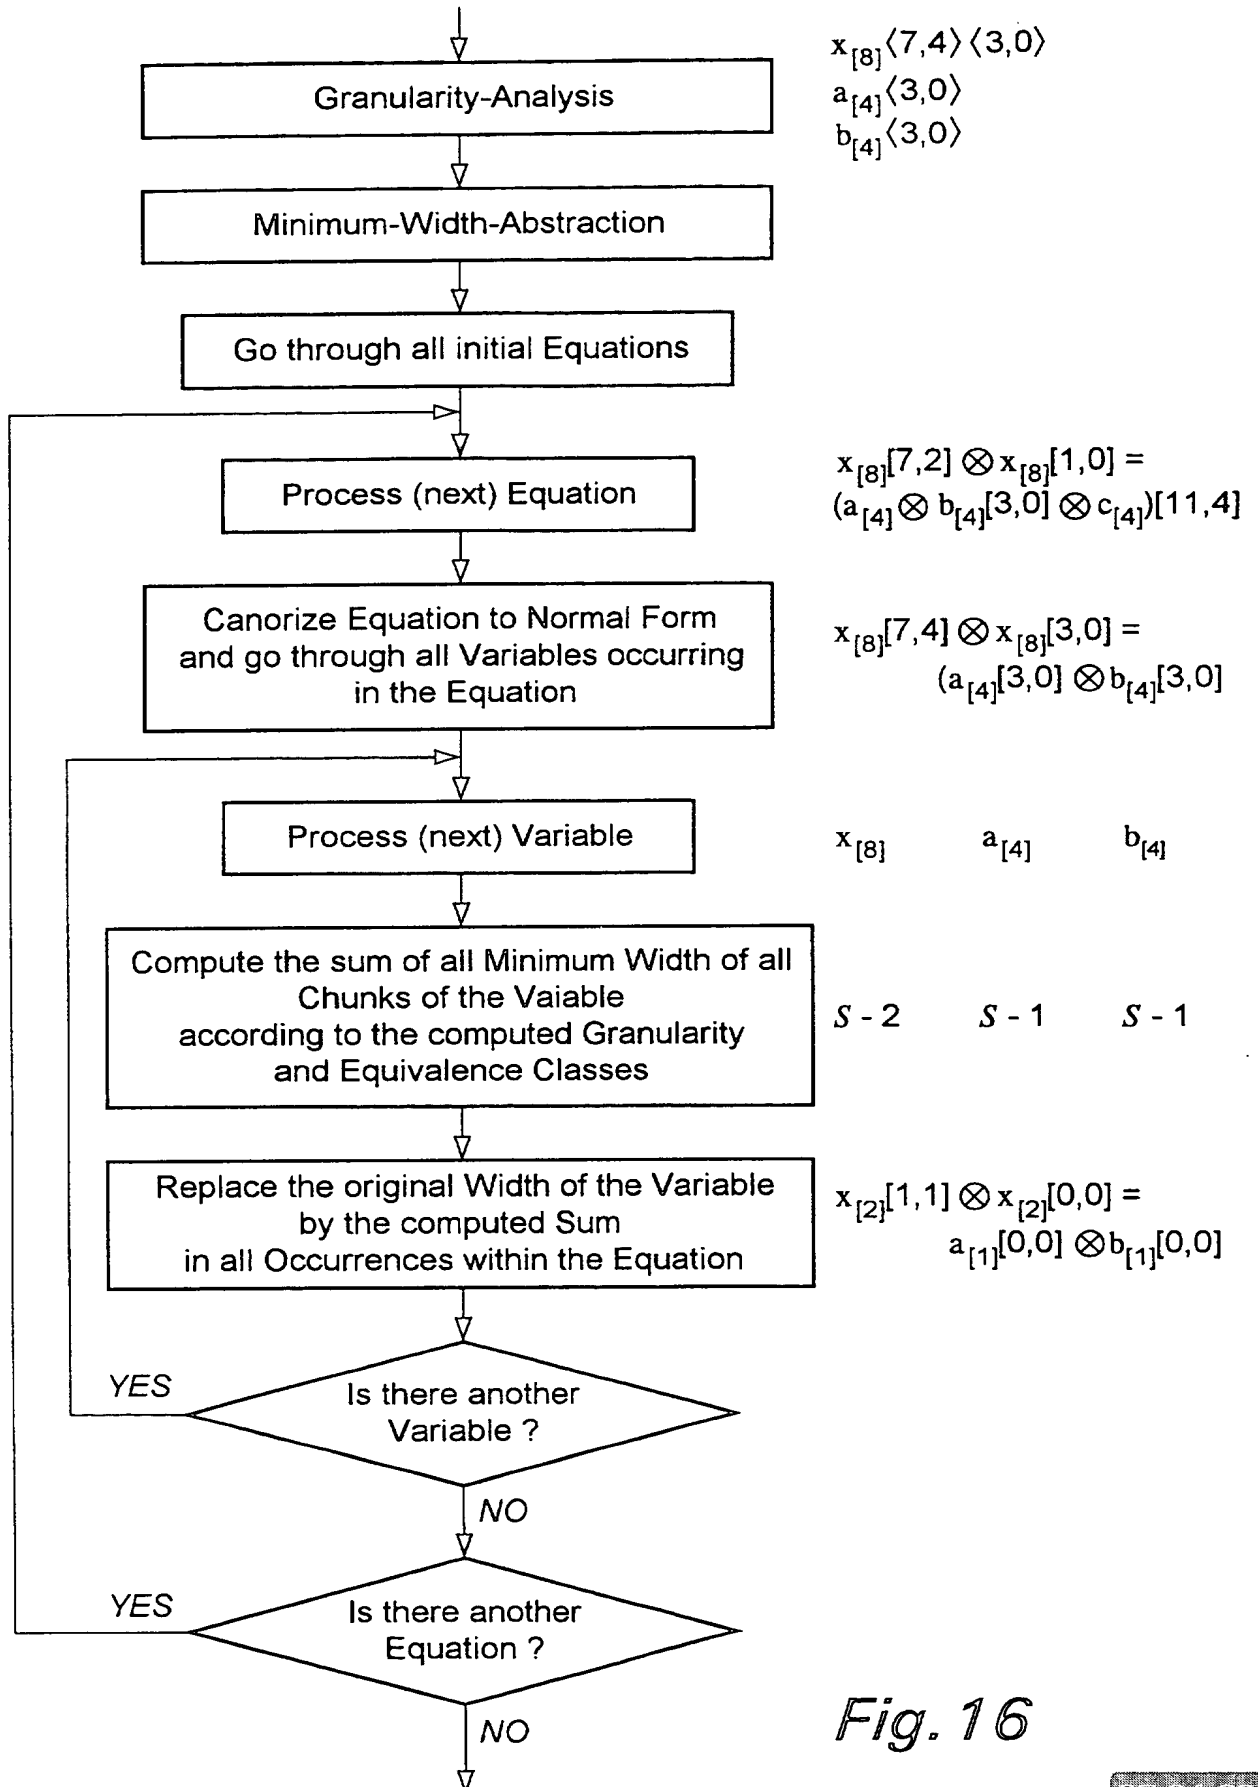 Granularity-Analysis
x[8]⟨7,4⟩⟨3,0⟩
a[4]⟨3,0⟩
b[4]⟨3,0⟩
Minimum-Width-Abstraction
Go through all initial Equations
Process (next) Equation
x[8][7,2] ⊗ x[8][1,0] =
(a[4] ⊗ b[4][3,0] ⊗ c[4])[11,4]
Canorize Equation to Normal Form
and go through all Variables occurring
in the Equation
x[8][7,4] ⊗ x[8][3,0] =
(a[4][3,0] ⊗ b[4][3,0]
Process (next) Variable
x[8] a[4] b[4]
Compute the sum of all Minimum Width of all
Chunks of the Vaiable
according to the computed Granularity
and Equivalence Classes
S - 2 S - 1 S - 1
Replace the original Width of the Variable
by the computed Sum
in all Occurrences within the Equation
x[2][1,1] ⊗ x[2][0,0] =
a[1][0,0] ⊗ b[1][0,0]
YES
Is there another
Variable ?
NO
YES
Is there another
Equation ?
NO
Fig. 16